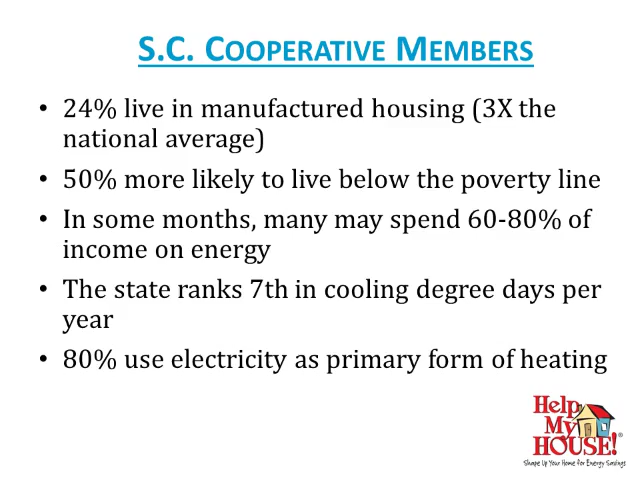 S.C. COOPERATIVE MEMBERS
• 24% live in manufactured housing (3X the
national average)
• 50% more likely to live below the poverty line
• In some months, many may spend 60-80% of
income on energy
• The state ranks 7th in cooling degree days per
year
• 80% use electricity as primary form of heating
Help
My
HOUSE!®
Shape Up Your Home for Energy Savings